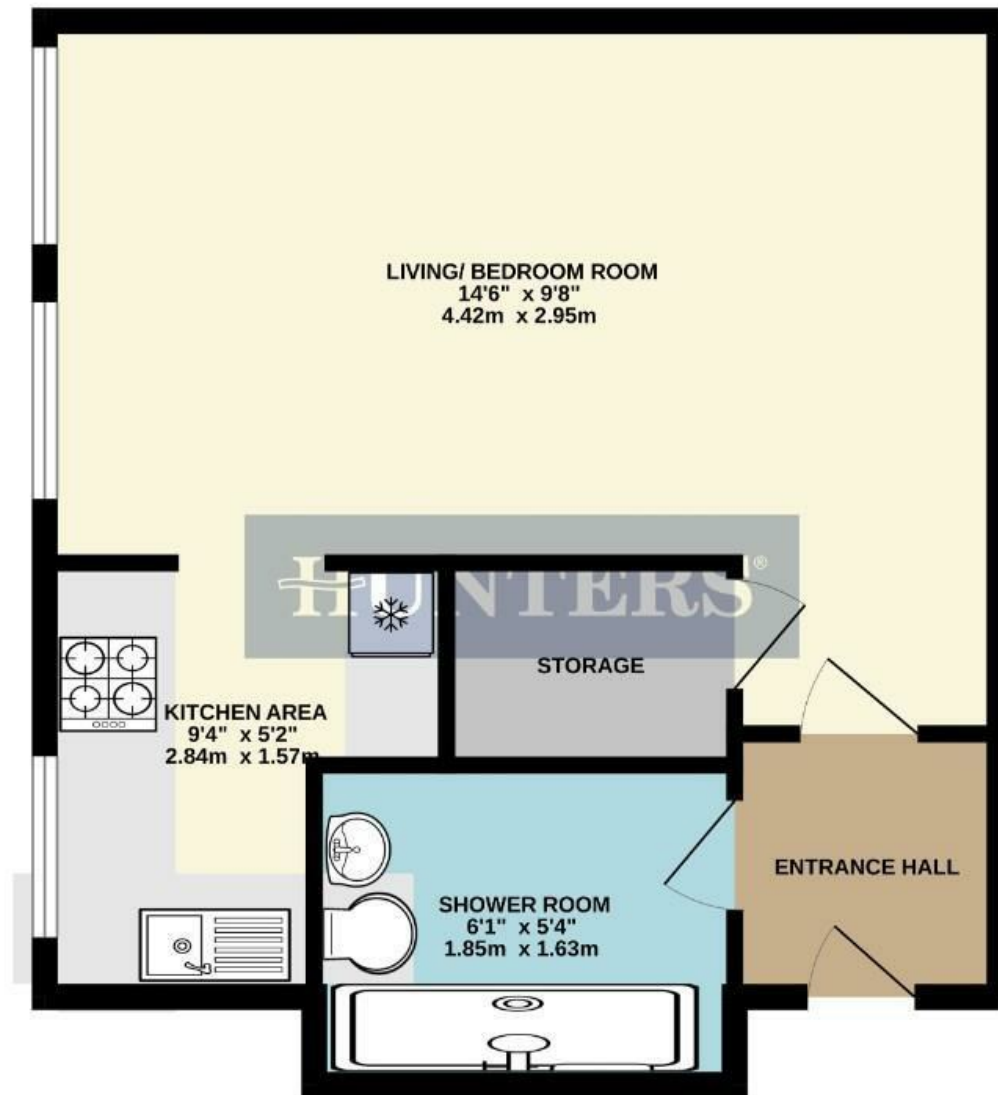 LIVING/ BEDROOM ROOM
14'6" x 9'8"
4.42m x 2.95m
HUNTERS®
STORAGE
KITCHEN AREA
9'4" x 5'2"
2.84m x 1.57m
ENTRANCE HALL
SHOWER ROOM
6'1" x 5'4"
1.85m x 1.63m